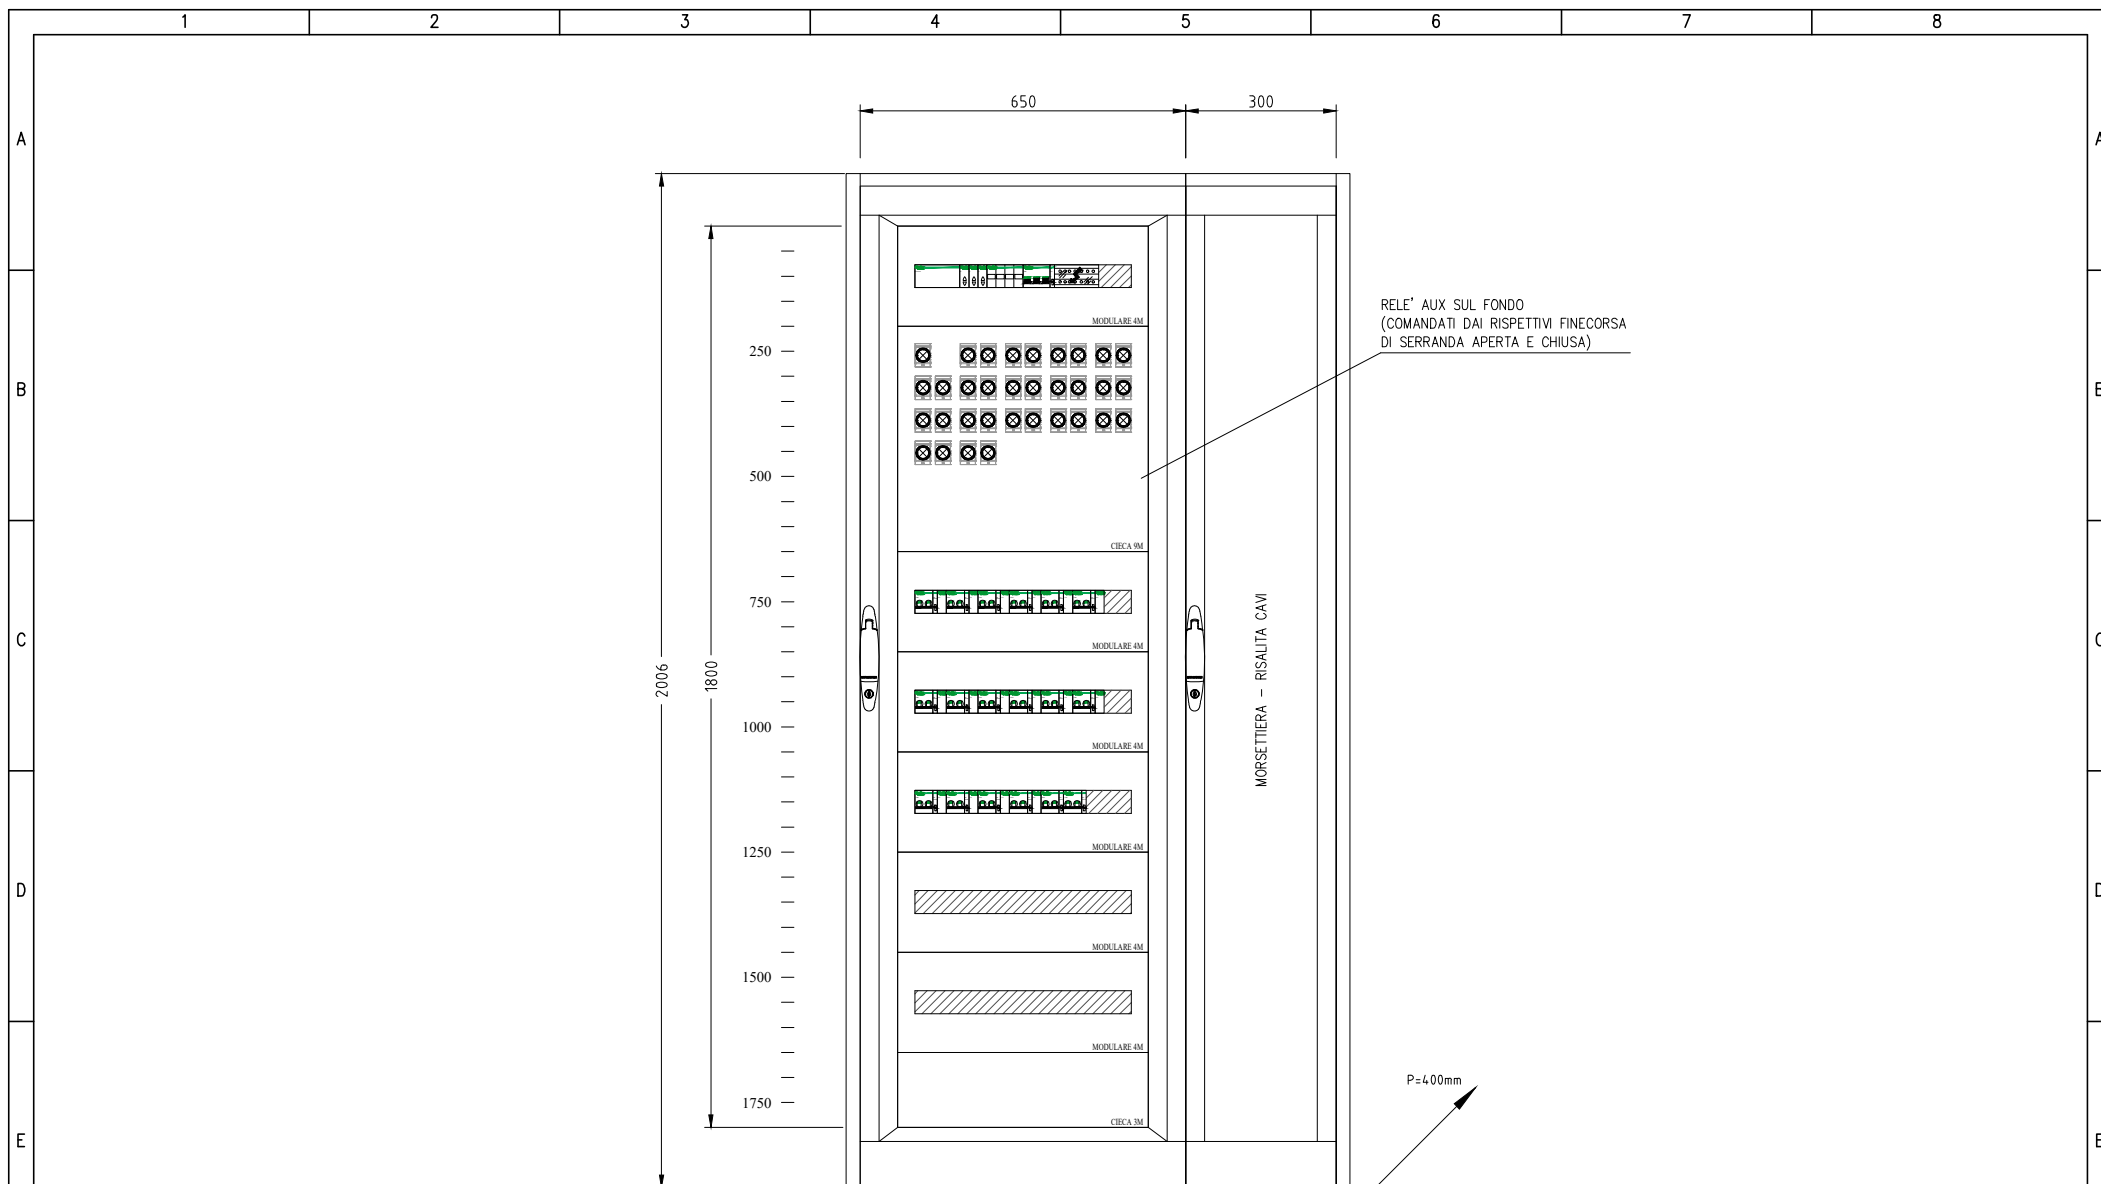 1 2 3 4 5 6 7 8
650 300
A A
MODULARE 4M
RELE' AUX SUL FONDO
(COMANDATI DAI RISPETTIVI FINECORSA
DI SERRANDA APERTA E CHIUSA)
250
B B
500
CIECA 9M
750
MORSETTIERA - RISALITA CAVI
C C
MODULARE 4M
2006
1800
1000
MODULARE 4M
1250
MODULARE 4M
D D
MODULARE 4M
1500
MODULARE 4M
P=400mm
1750
CIECA 3M
E E